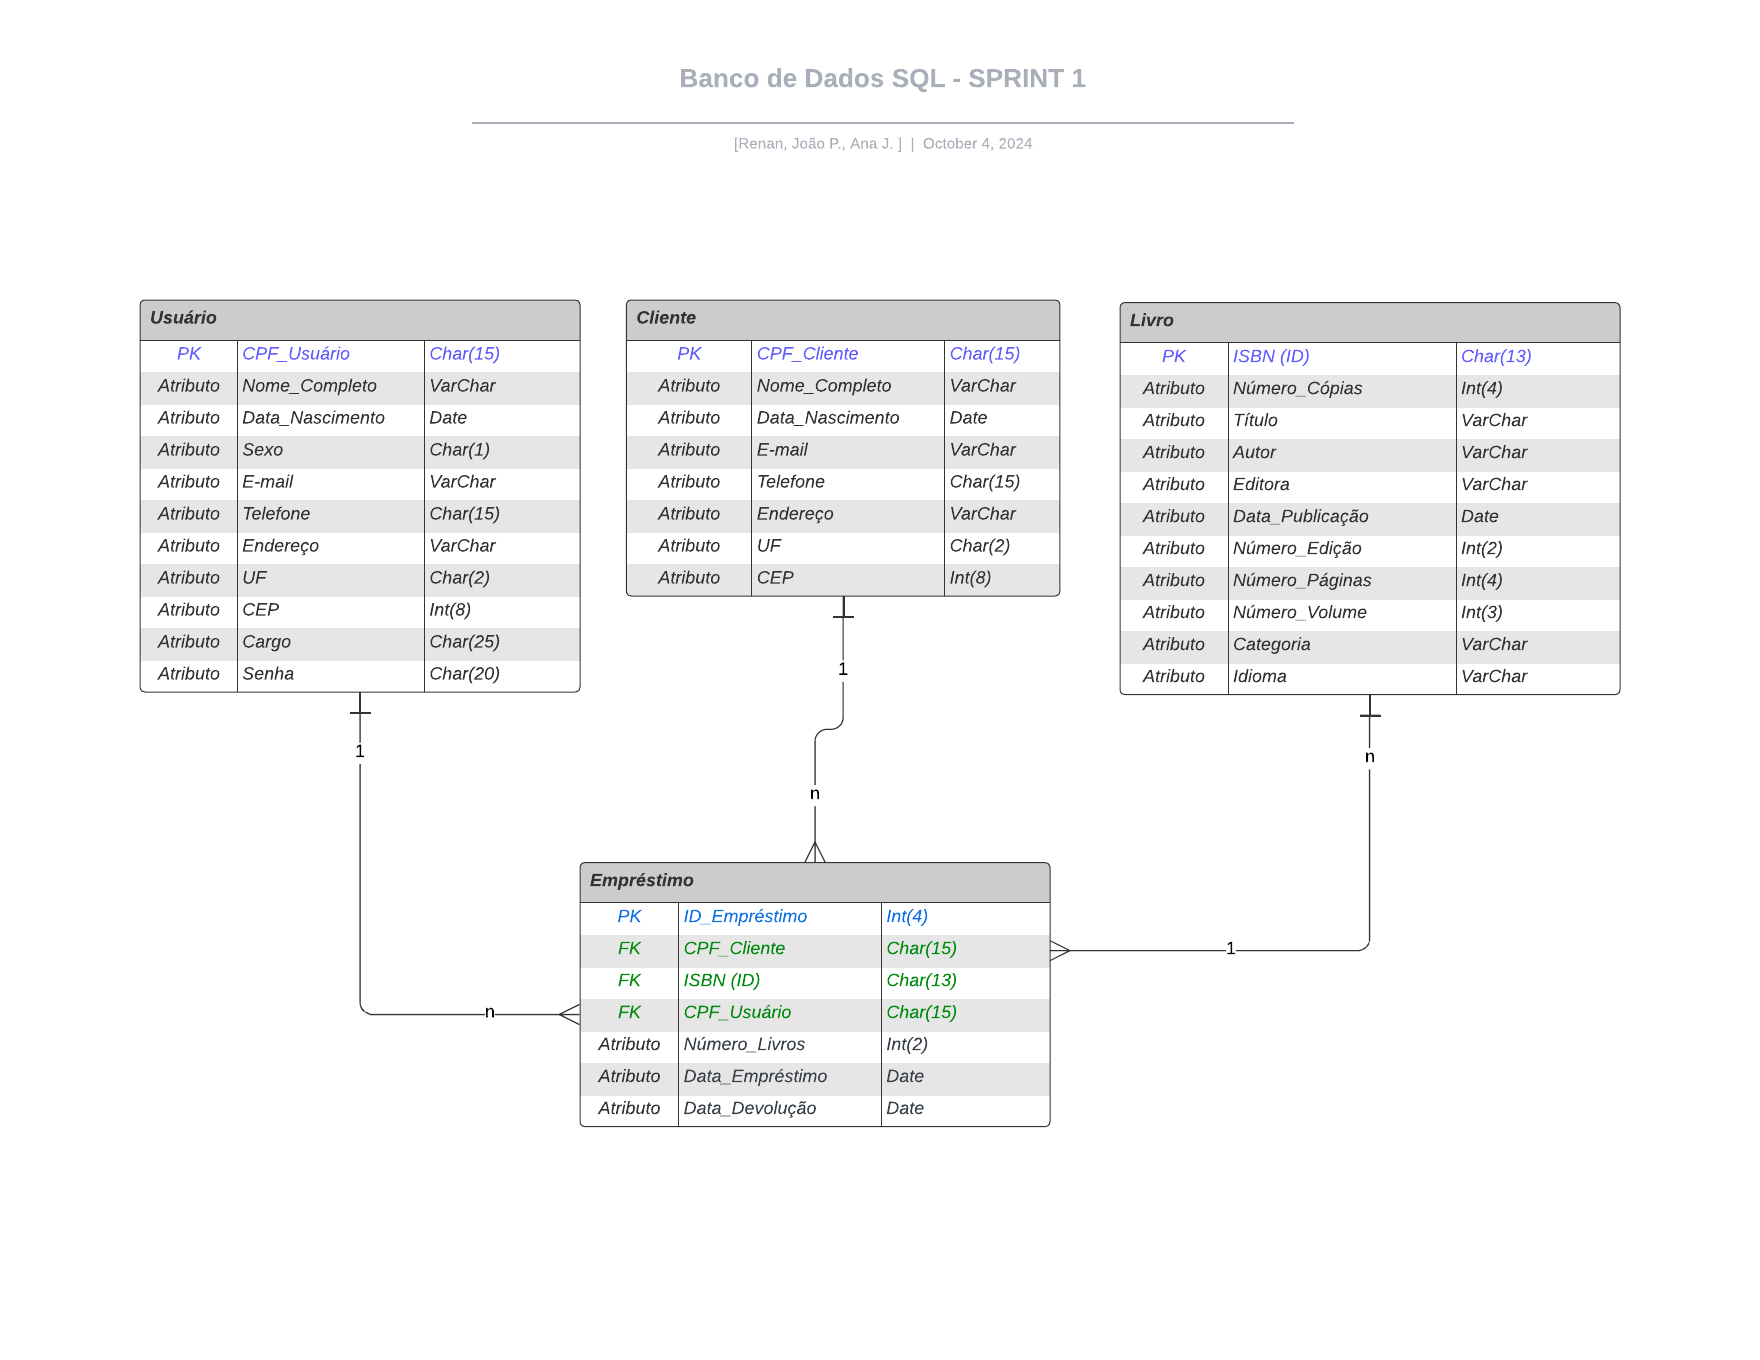 Banco de Dados SQL - SPRINT 1
[Renan, João P., Ana J. ] | October 4, 2024
Usuário
PK CPF_Usuário Char(15)
Atributo Nome_Completo VarChar
Atributo Data_Nascimento Date
Atributo Sexo Char(1)
Atributo E-mail VarChar
Atributo Telefone Char(15)
Atributo Endereço VarChar
Atributo UF Char(2)
Atributo CEP Int(8)
Atributo Cargo Char(25)
Atributo Senha Char(20)
Cliente
PK CPF_Cliente Char(15)
Atributo Nome_Completo VarChar
Atributo Data_Nascimento Date
Atributo E-mail VarChar
Atributo Telefone Char(15)
Atributo Endereço VarChar
Atributo UF Char(2)
Atributo CEP Int(8)
Livro
PK ISBN (ID) Char(13)
Atributo Número_Cópias Int(4)
Atributo Título VarChar
Atributo Autor VarChar
Atributo Editora VarChar
Atributo Data_Publicação Date
Atributo Número_Edição Int(2)
Atributo Número_Páginas Int(4)
Atributo Número_Volume Int(3)
Atributo Categoria VarChar
Atributo Idioma VarChar
1
1
n
n
n
1
Empréstimo
PK ID_Empréstimo Int(4)
FK CPF_Cliente Char(15)
FK ISBN (ID) Char(13)
FK CPF_Usuário Char(15)
Atributo Número_Livros Int(2)
Atributo Data_Empréstimo Date
Atributo Data_Devolução Date